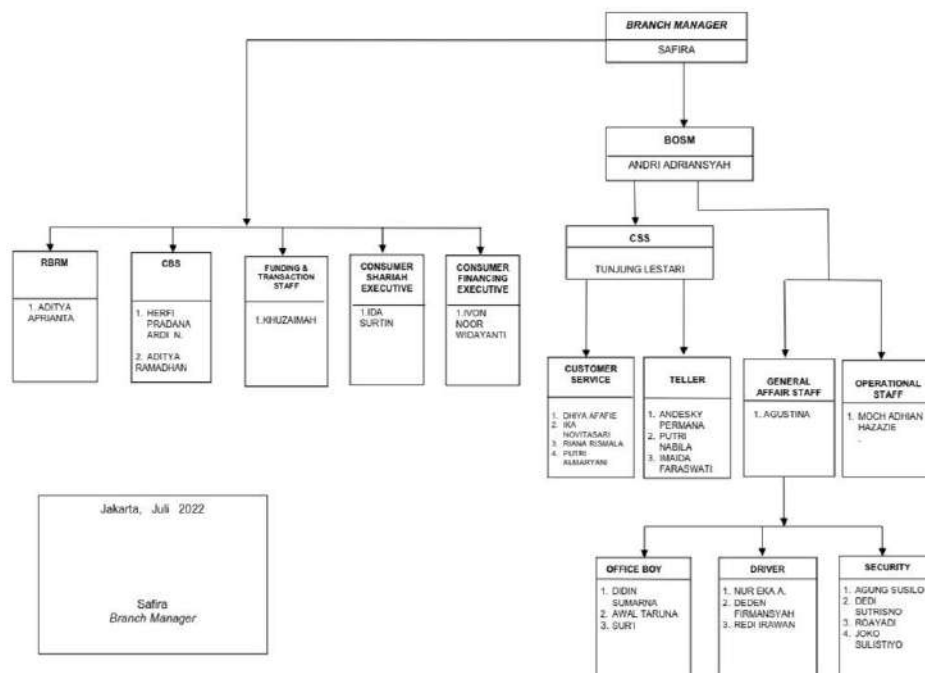 BRANCH MANAGER
SAFIRA
BOSM
ANDRI ADRIANSYAH
CSS
TUNJUNG LESTARI
RBRM
1. ADITYA
APRIANTA
CBS
1. HERFI
PRADANA
ARDI N.
2. ADITYA
RAMADHAN
FUNDING &
TRANSACTION
STAFF
1.KHUZAIMAH
CONSUMER
SHARIAH
EXECUTIVE
1.IDA
SURTIN
CONSUMER
FINANCING
EXECUTIVE
1.IVON
NOOR
WIDAYANTI
CUSTOMER
SERVICE
1. DHIYA AFAFIE
2. IKA
NOVITASARI
3. RIANA RISMALA
4. PUTRI
ALMARYANI
TELLER
1. ANDESKY
PERMANA
2. PUTRI
NABILA
3. IMAIDA
FARASWATI
GENERAL
AFFAIR STAFF
1. AGUSTINA
OPERATIONAL
STAFF
1. MOCH ADHIAN
HAZAZIE
.
Jakarta, Juli 2022
Safira
Branch Manager
OFFICE BOY
1. DIDIN
SUMARNA
2. AWAL TARUNA
3. SURT
DRIVER
1. NUR EKA A.
2. DEDEN
FIRMANSYAH
3. REDI IRAWAN
SECURITY
1. AGUNG SUSILO
2. DEDI
SUTRISNO
3. ROAYADI
4. JOKO
SULISTIYO